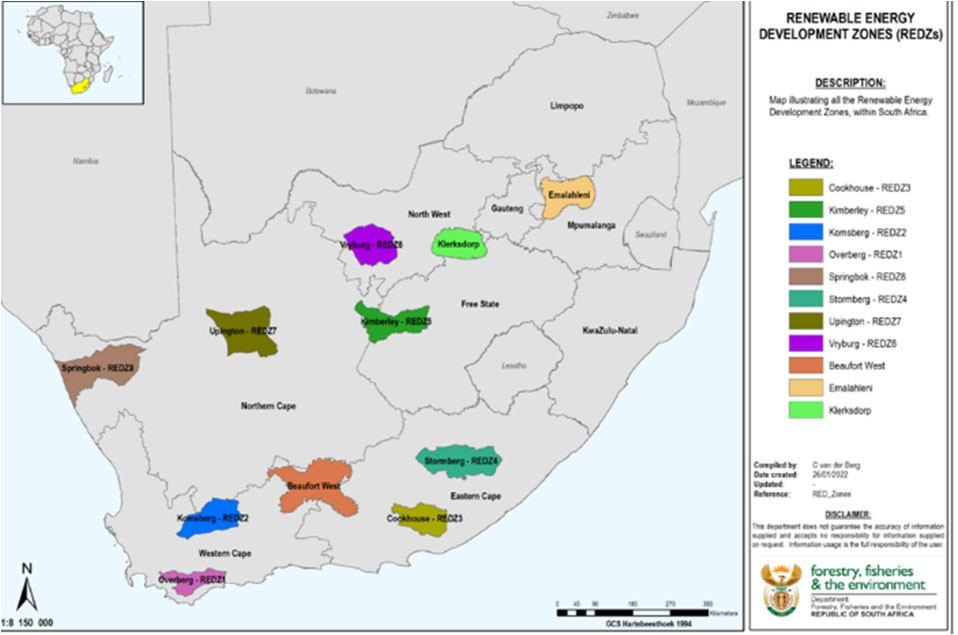 Zimbabwe
Botswana
Mozambique
Namibia
Limpopo
Emalahleni
Gauteng
North West
Mpumalanga
Swaziland
Vryburg - REDZ6
Klerksdorp
Free State
Kimberley - REDZ5
Upington - REDZ7
KwaZulu-Natal
Lesotho
Springbok - REDZ8
Northern Cape
Stormberg - REDZ4
Beaufort West
Eastern Cape
Komsberg - REDZ2
Cookhouse - REDZ3
Western Cape
Overberg - REDZ1
N
1:8 150 000
0 45 90 180 270 360
Kilometers
GCS Hartebeesthoek 1994
RENEWABLE ENERGY
DEVELOPMENT ZONES (REDZs)
DESCRIPTION:
Map illustrating all the Renewable Energy
Development Zones, within South Africa.
LEGEND:
Cookhouse - REDZ3
Kimberley - REDZ5
Komsberg - REDZ2
Overberg - REDZ1
Springbok - REDZ8
Stormberg - REDZ4
Upington - REDZ7
Vryburg - REDZ6
Beaufort West
Emalahleni
Klerksdorp
Compiled by: C van der Berg
Date created: 26/01/2022
Updated: -
Reference: RED_Zones
DISCLAIMER:
This department does not guarantee the accuracy of information
supplied and accepts no responsibility for information supplied
on request. Information usage is the full responsibility of the user.
forestry, fisheries
& the environment
Department:
Forestry, Fisheries and the Environment
REPUBLIC OF SOUTH AFRICA